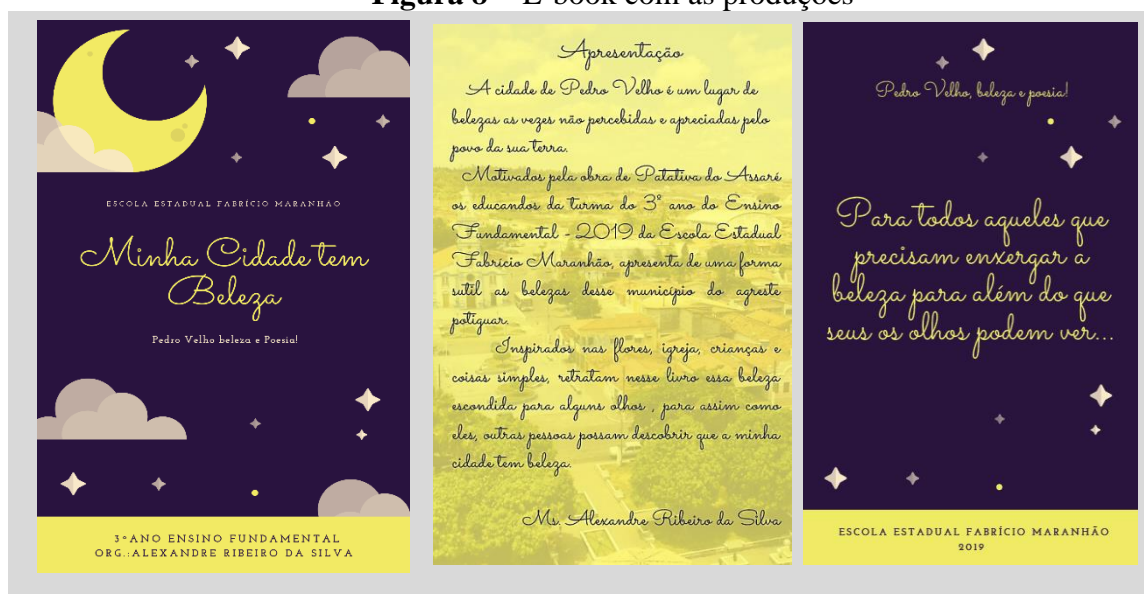 Figura 8 – E-book com as produções
ESCOLA ESTADUAL FABRÍCIO MARANHÃO
Minha Cidade tem
Beleza
Pedro Velho beleza e Poesia!
3ºANO ENSINO FUNDAMENTAL
ORG.:ALEXANDRE RIBEIRO DA SILVA
Apresentação
A cidade de Pedro Velho é um lugar de
belezas as vezes não percebidas e apreciadas pelo
povo da sua terra.
Motivados pela obra de Patativa do Assaré
os educandos da turma do 3º ano do Ensino
Fundamental - 2019 da Escola Estadual
Fabrício Maranhão, apresenta de uma forma
sutil as belezas desse município do agreste
potiguar.
Inspirados nas flores, igreja, crianças e
coisas simples, retratam nesse livro essa beleza
escondida para alguns olhos , para assim como
eles, outras pessoas possam descobrir que a minha
cidade tem beleza.
Ms. Alexandre Ribeiro da Silva
Pedro Velho, beleza e poesia!
Para todos aqueles que
precisam enxergar a
beleza para além do que
seus os olhos podem ver...
ESCOLA ESTADUAL FABRÍCIO MARANHÃO
2019